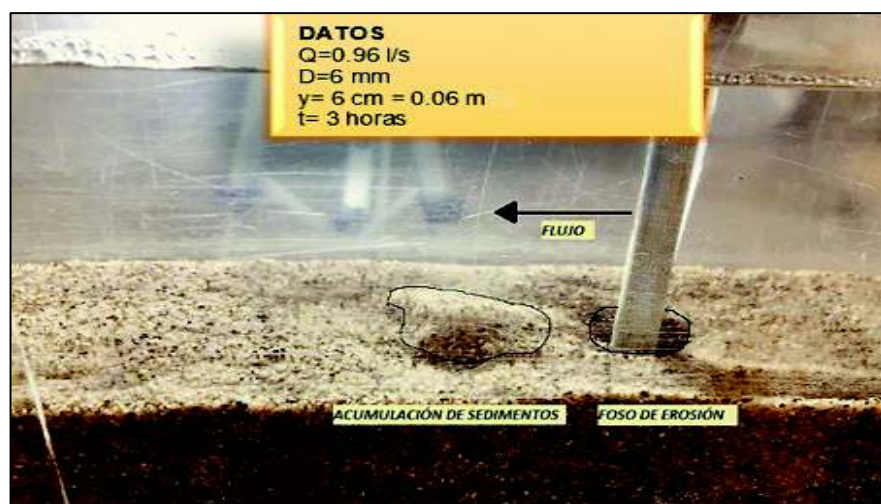 DATOS
Q=0.96 l/s
D=6 mm
y= 6 cm = 0.06 m
t= 3 horas
FLUJO
ACUMULACIÓN DE SEDIMENTOS
FOSO DE EROSIÓN